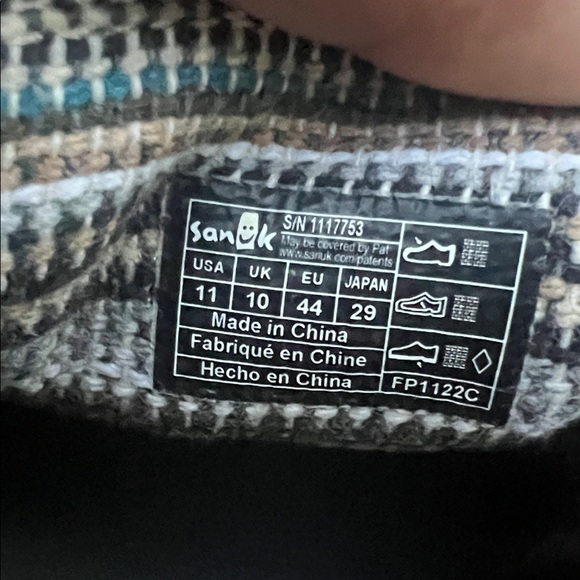 sanuk
S/N 1117753
May be covered by Pat
www.sanuk.com/patents
USA UK EU JAPAN
11 10 44 29
Made in China
Fabriqué en Chine
Hecho en China
FP1122C